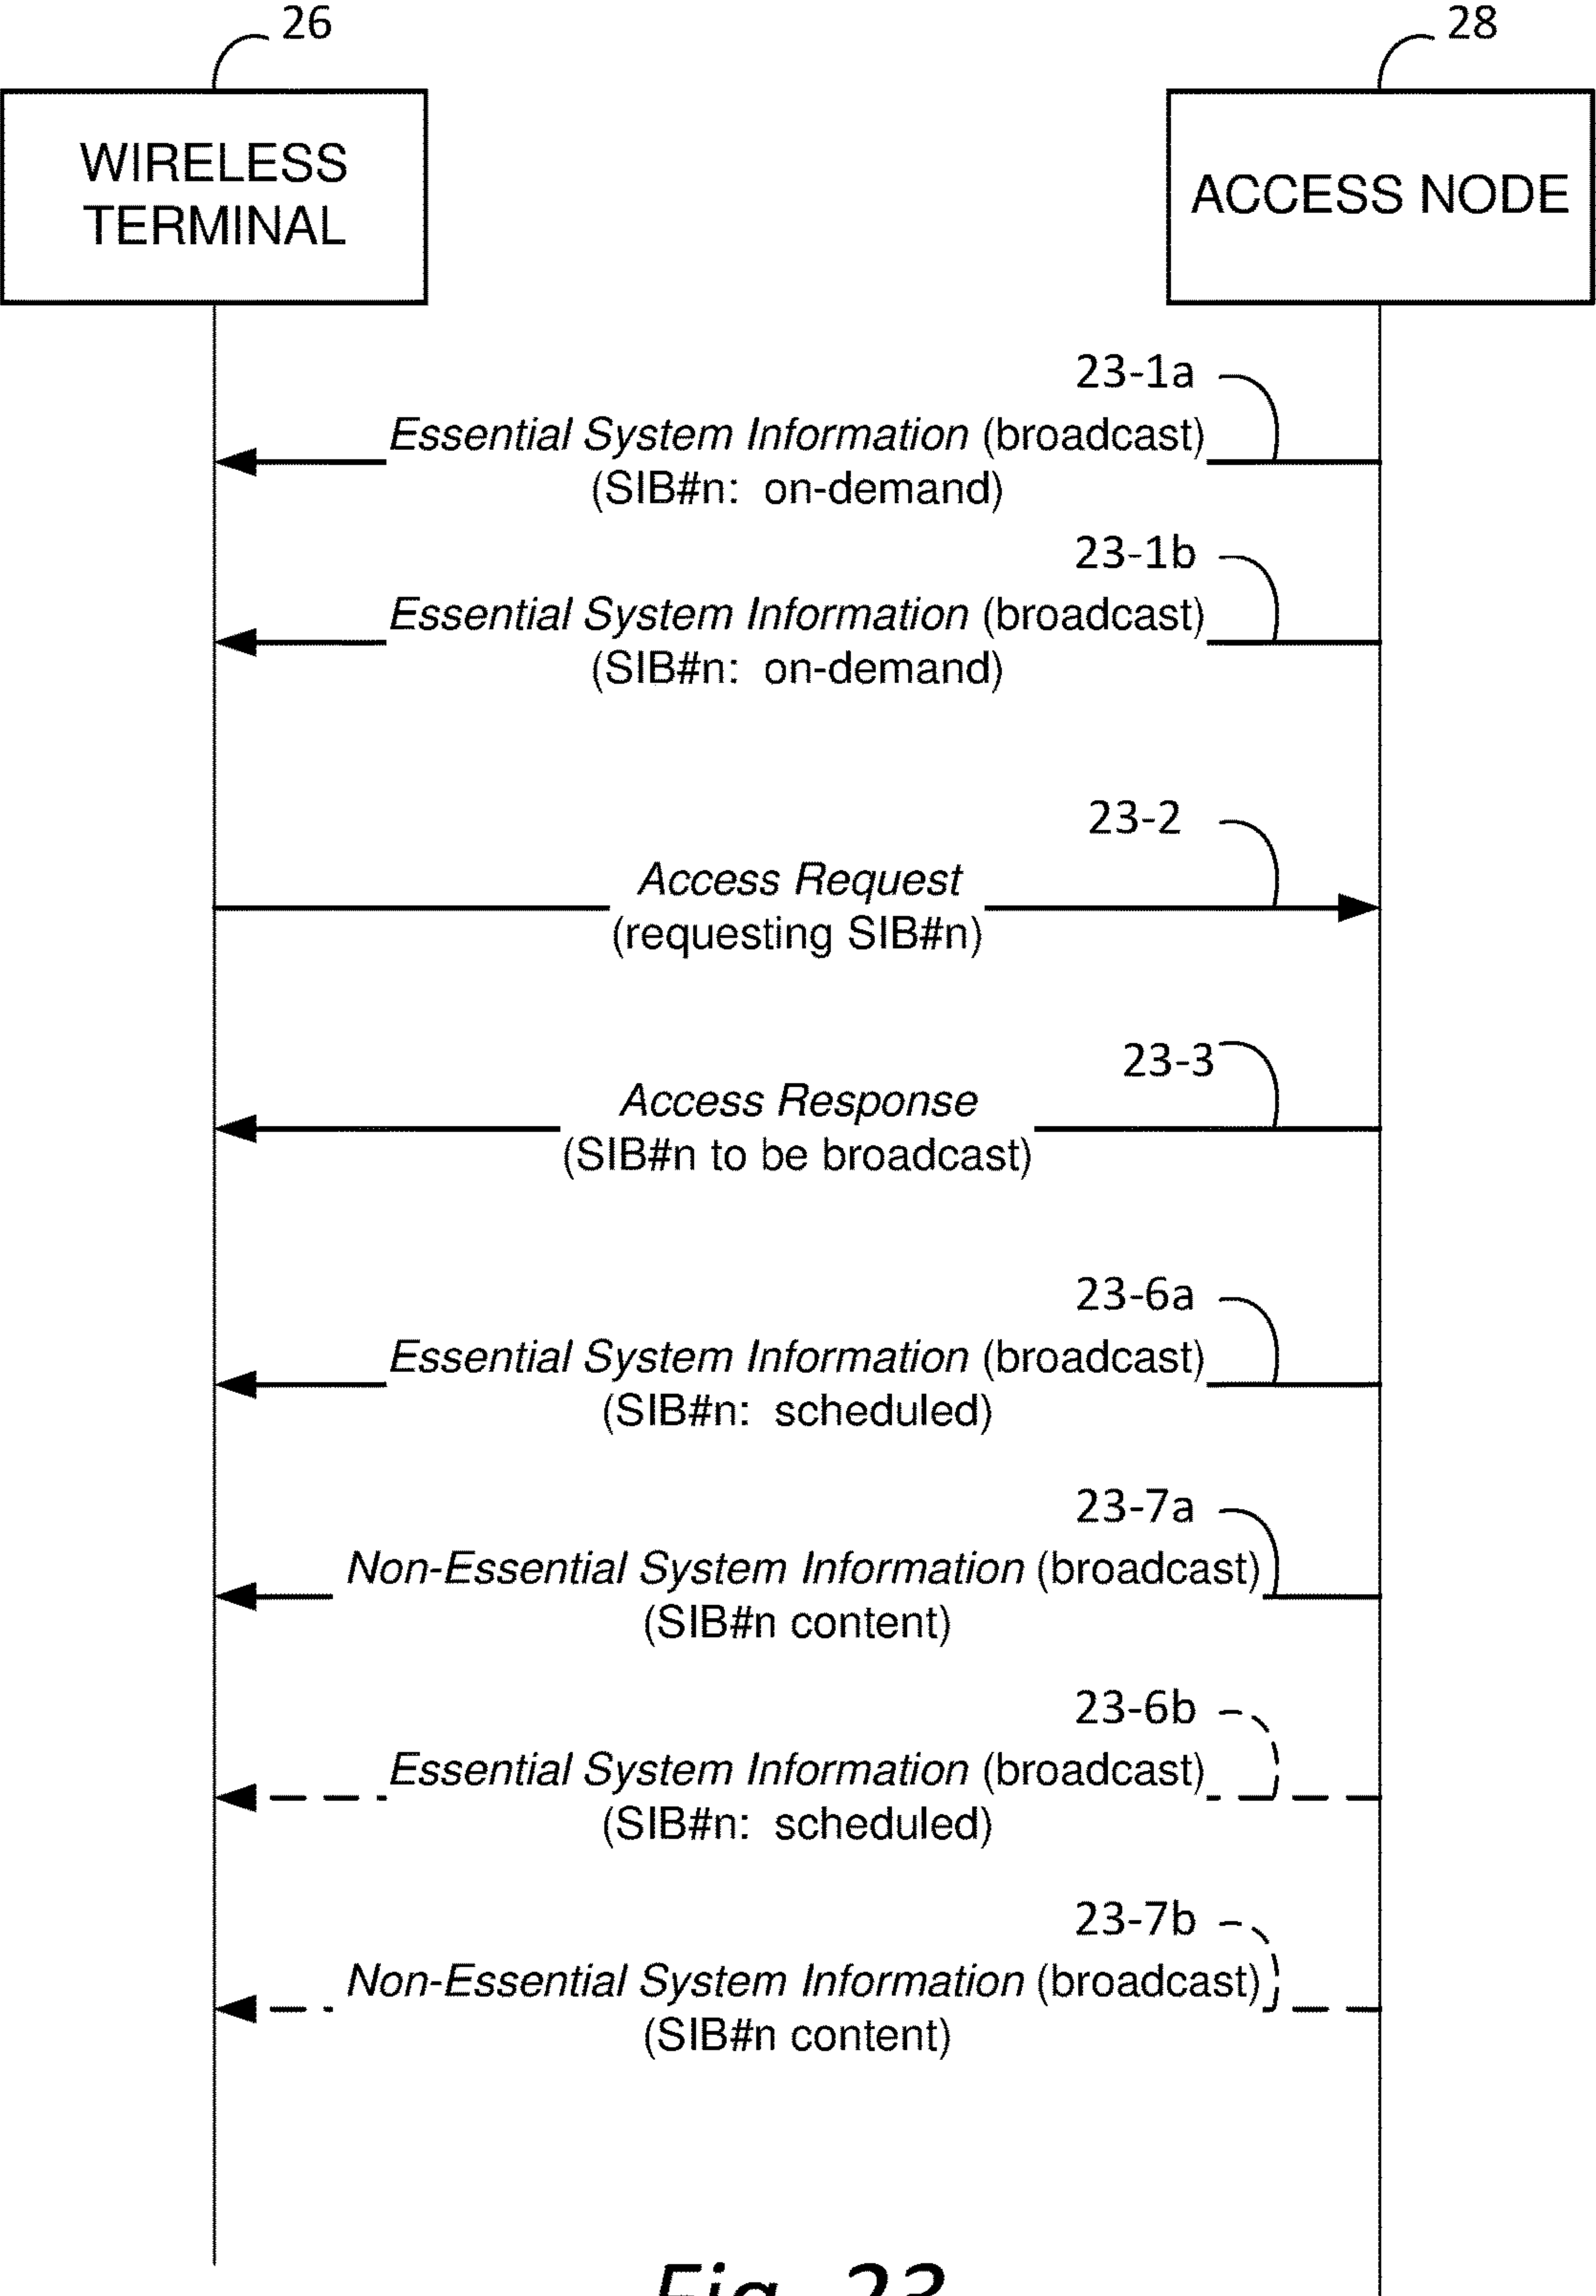 26
28
WIRELESS
TERMINAL
ACCESS NODE
23-1a
Essential System Information (broadcast)
(SIB#n: on-demand)
23-1b
Essential System Information (broadcast)
(SIB#n: on-demand)
23-2
Access Request
(requesting SIB#n)
23-3
Access Response
(SIB#n to be broadcast)
23-6a
Essential System Information (broadcast)
(SIB#n: scheduled)
23-7a
Non-Essential System Information (broadcast)
(SIB#n content)
23-6b
Essential System Information (broadcast)
(SIB#n: scheduled)
23-7b
Non-Essential System Information (broadcast)
(SIB#n content)
Fig. 23